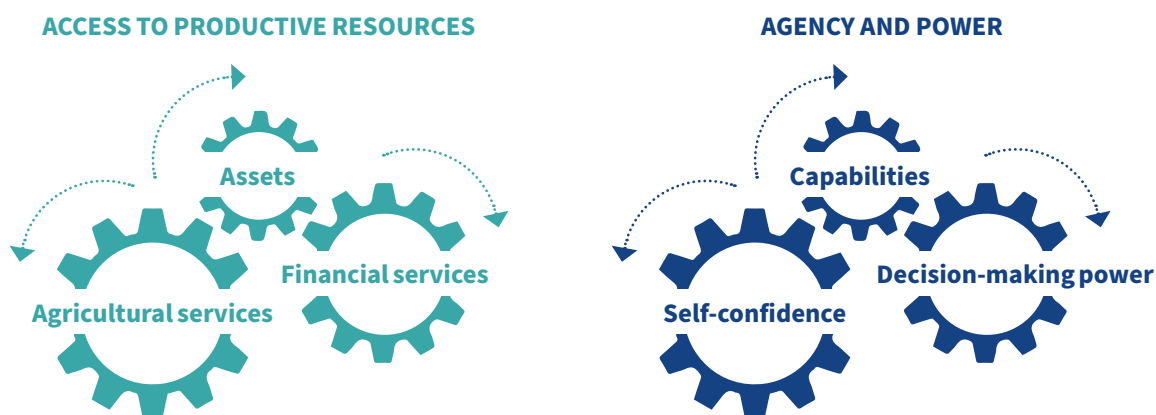 ACCESS TO PRODUCTIVE RESOURCES
Assets
Financial services
Agricultural services
AGENCY AND POWER
Capabilities
Decision-making power
Self-confidence